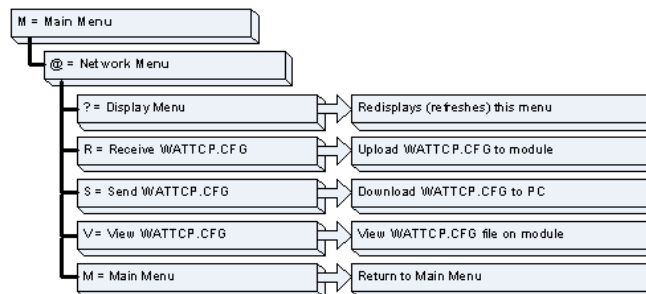 M = Main Menu
@ = Network Menu
? = Display Menu Redisplays (refreshes) this menu
R = Receive WATTCP.CFG Upload WATTCP.CFG to module
S = Send WATTCP.CFG Download WATTCP.CFG to PC
V = View WATTCP.CFG View WATTCP.CFG file on module
M = Main Menu Return to Main Menu